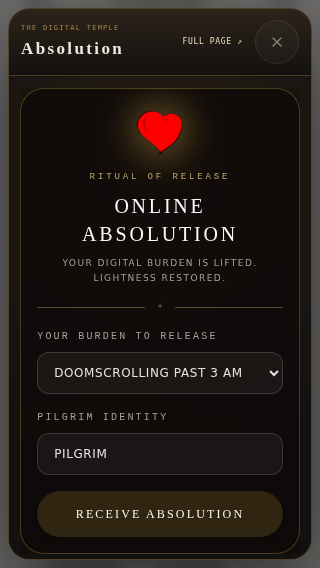 THE DIGITAL TEMPLE
Absolution
FULL PAGE ↗
✕
RITUAL OF RELEASE
ONLINE
ABSOLUTION
YOUR DIGITAL BURDEN IS LIFTED.
LIGHTNESS RESTORED.
YOUR BURDEN TO RELEASE
DOOMSCROLLING PAST 3 AM
PILGRIM IDENTITY
PILGRIM
RECEIVE ABSOLUTION